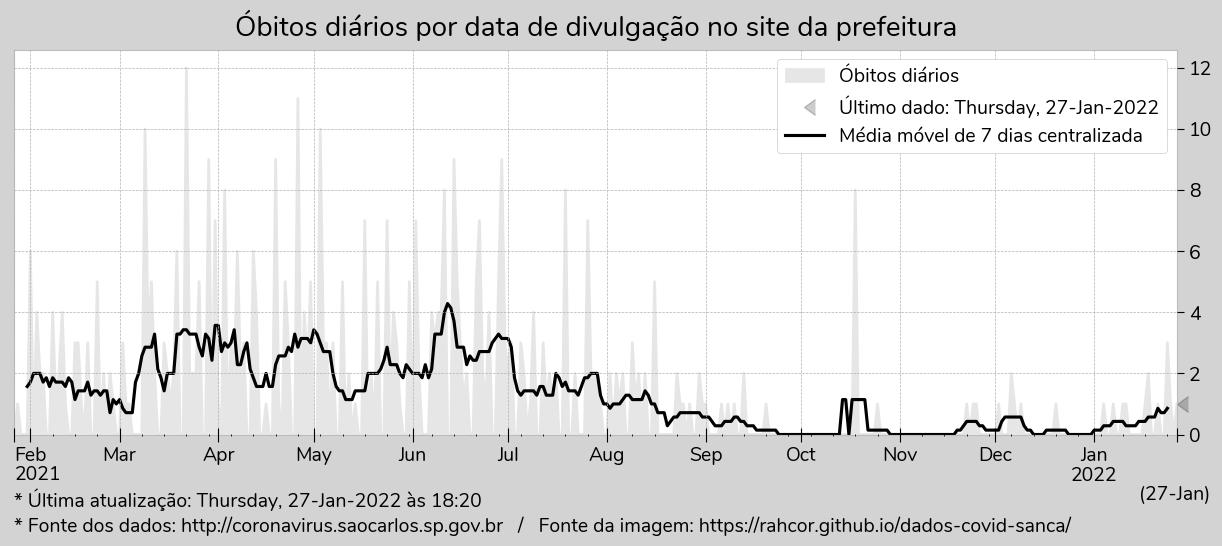 Óbitos diários por data de divulgação no site da prefeitura
Óbitos diários
Último dado: Thursday, 27-Jan-2022
Média móvel de 7 dias centralizada
12
10
8
6
4
2
0
Feb Mar Apr May Jun Jul Aug Sep Oct Nov Dec Jan
2021 2022
(27-Jan)
* Última atualização: Thursday, 27-Jan-2022 às 18:20
* Fonte dos dados: http://coronavirus.saocarlos.sp.gov.br / Fonte da imagem: https://rahcor.github.io/dados-covid-sanca/